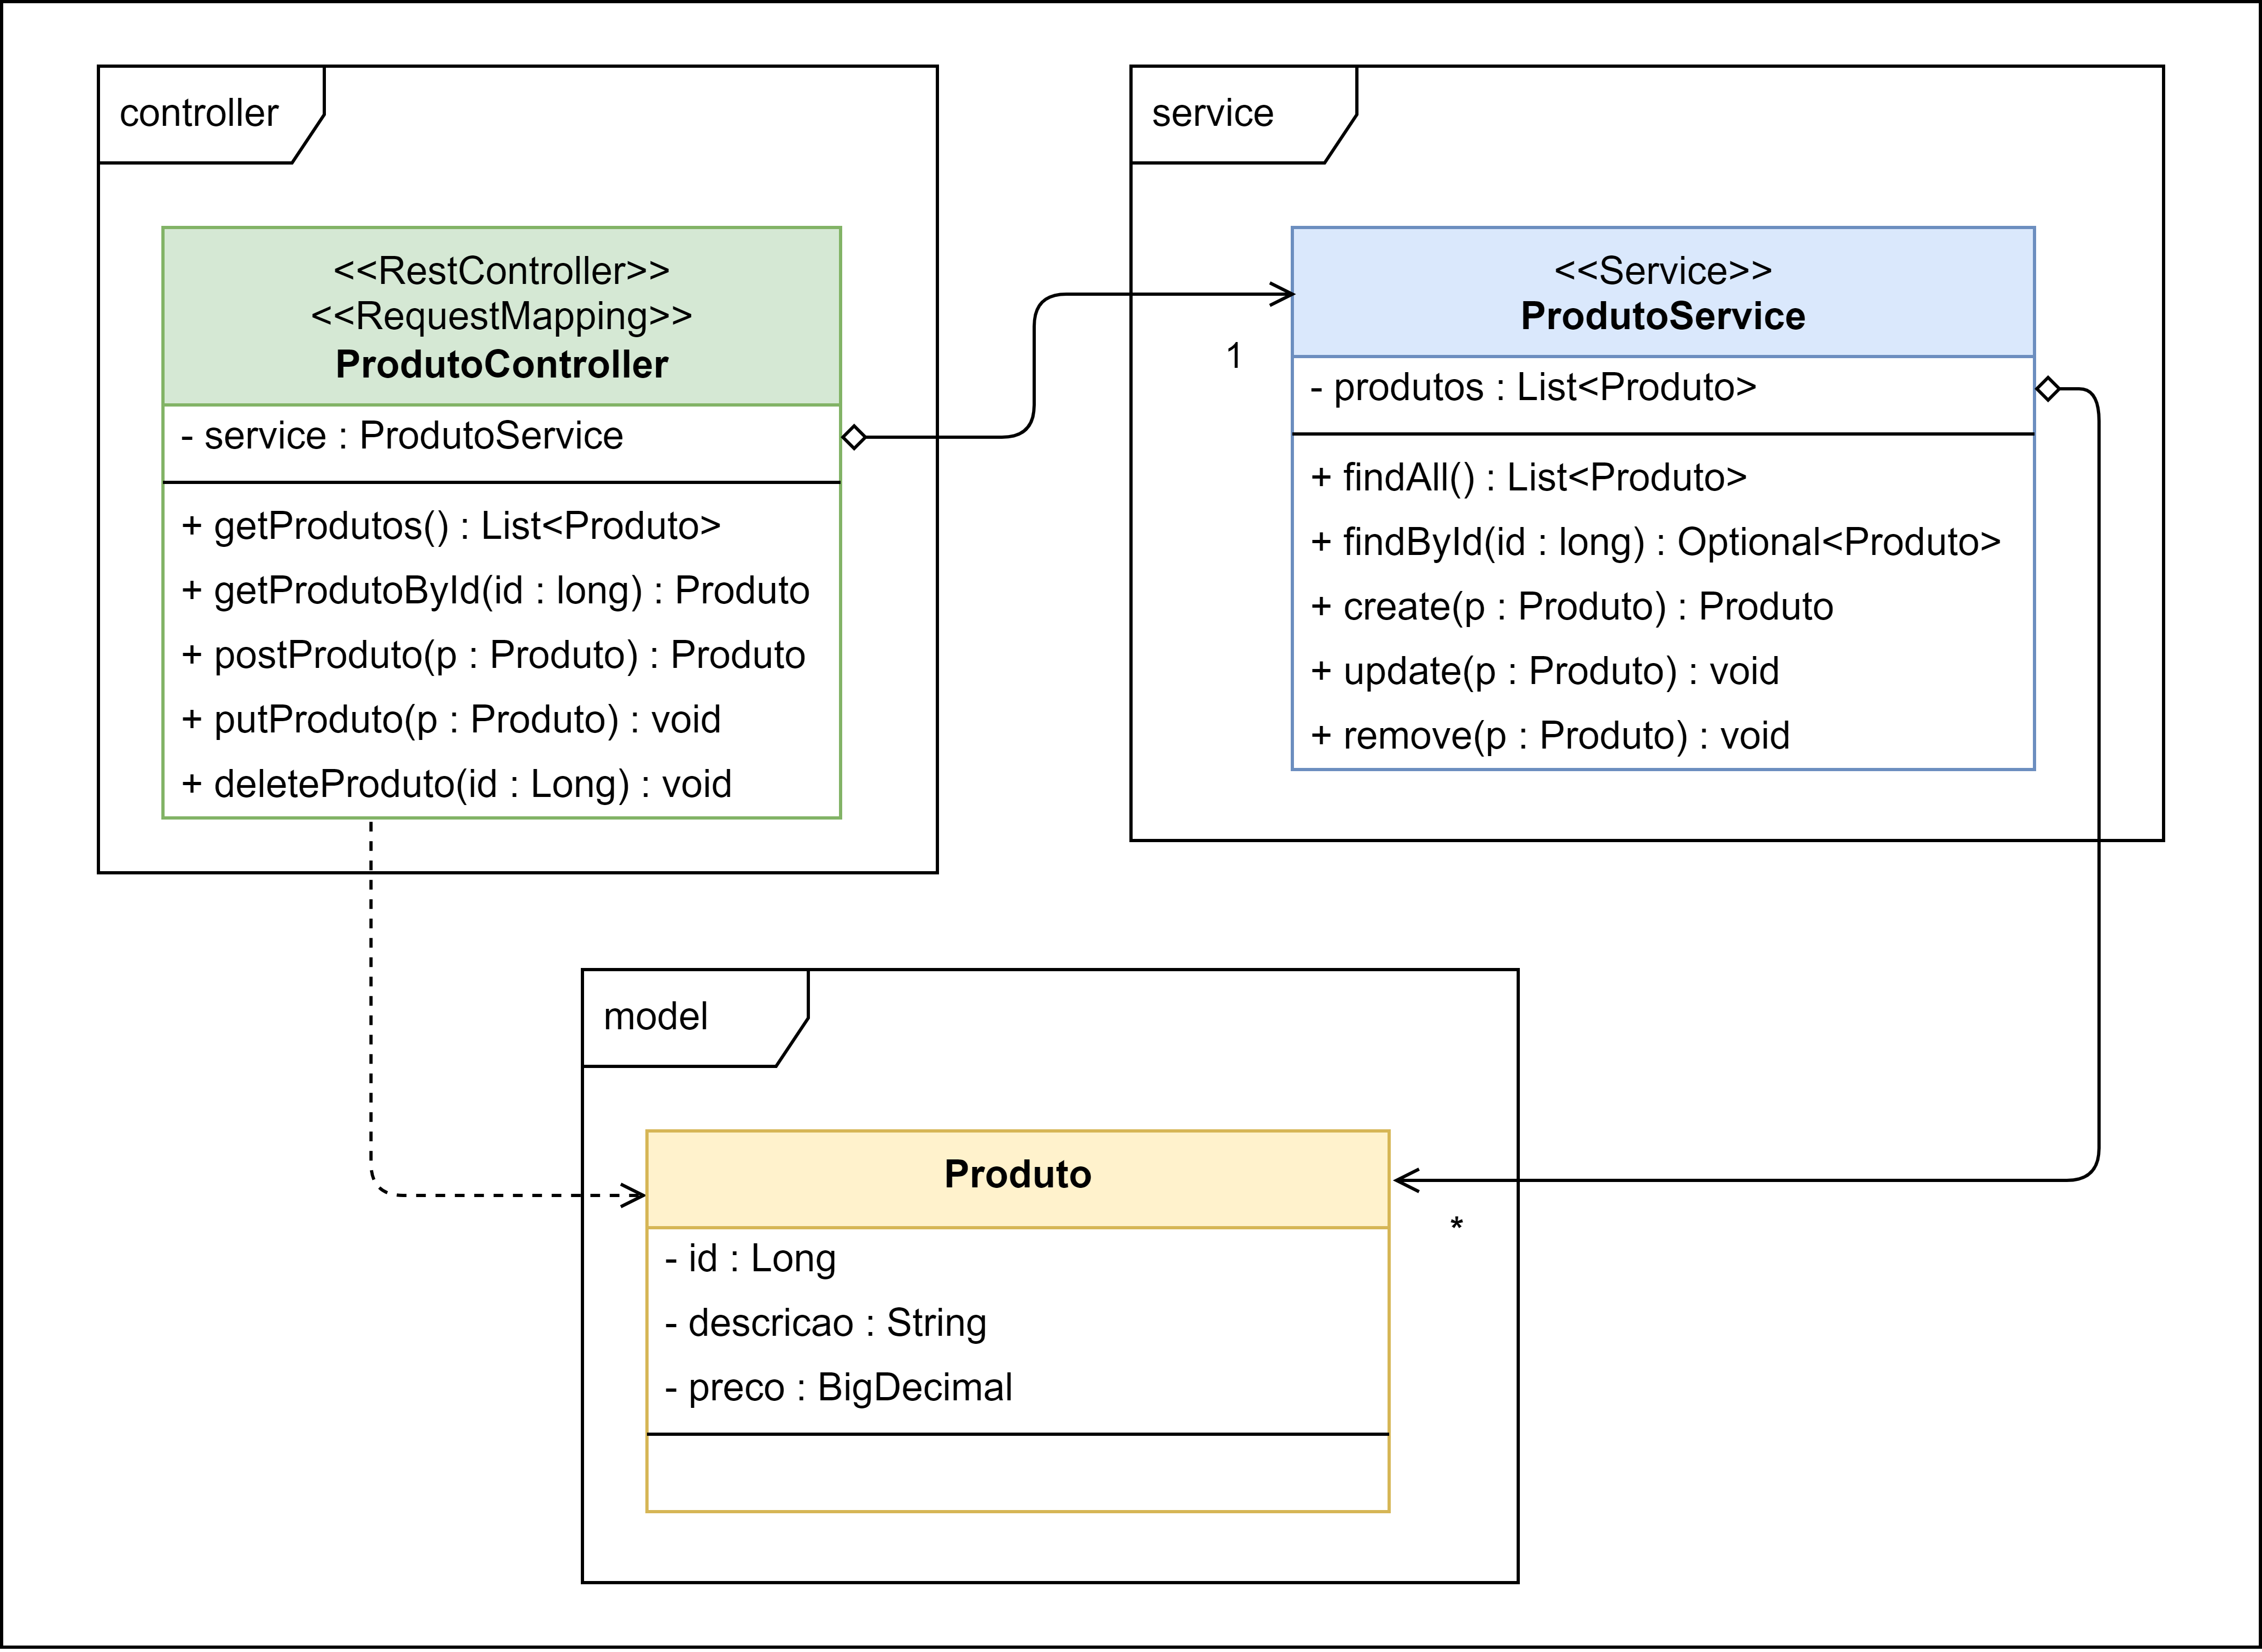 controller
<<RestController>>
<<RequestMapping>>
ProdutoController
- service : ProdutoService
+ getProdutos() : List<Produto>
+ getProdutoById(id : long) : Produto
+ postProduto(p : Produto) : Produto
+ putProduto(p : Produto) : void
+ deleteProduto(id : Long) : void
service
1
<<Service>>
ProdutoService
- produtos : List<Produto>
+ findAll() : List<Produto>
+ findById(id : long) : Optional<Produto>
+ create(p : Produto) : Produto
+ update(p : Produto) : void
+ remove(p : Produto) : void
model
Produto
*
- id : Long
- descricao : String
- preco : BigDecimal